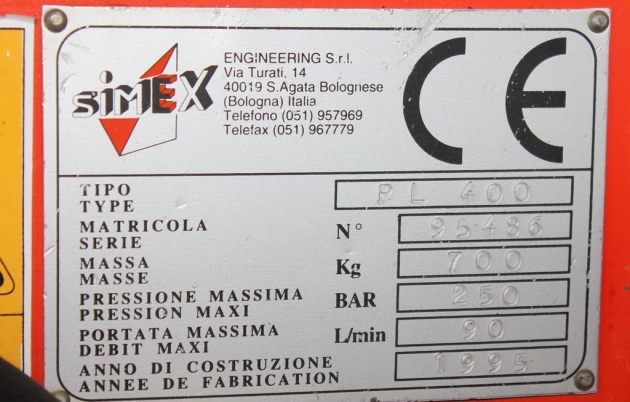 SIMEX
ENGINEERING S.r.l.
Via Turati, 14
40019 S.Agata Bolognese
(Bologna) Italia
Telefono (051) 957969
Telefax (051) 967779
CE
TIPO
TYPE PL 400
MATRICOLA
SERIE N° 95486
MASSA
MASSE Kg 700
PRESSIONE MASSIMA
PRESSION MAXI BAR 250
PORTATA MASSIMA
DEBIT MAXI L/min 90
ANNO DI COSTRUZIONE
ANNEE DE FABRICATION 1995